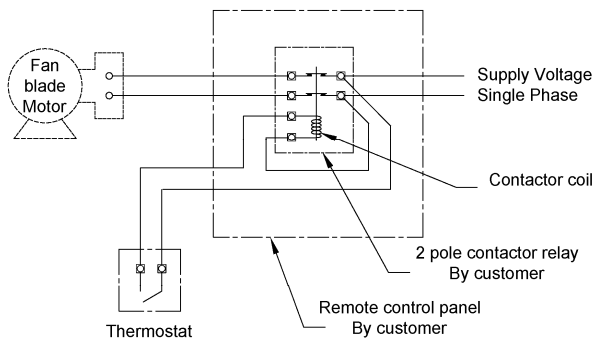 Fan
blade
Motor
Supply Voltage
Single Phase
Contactor coil
2 pole contactor relay
By customer
Remote control panel
By customer
Thermostat